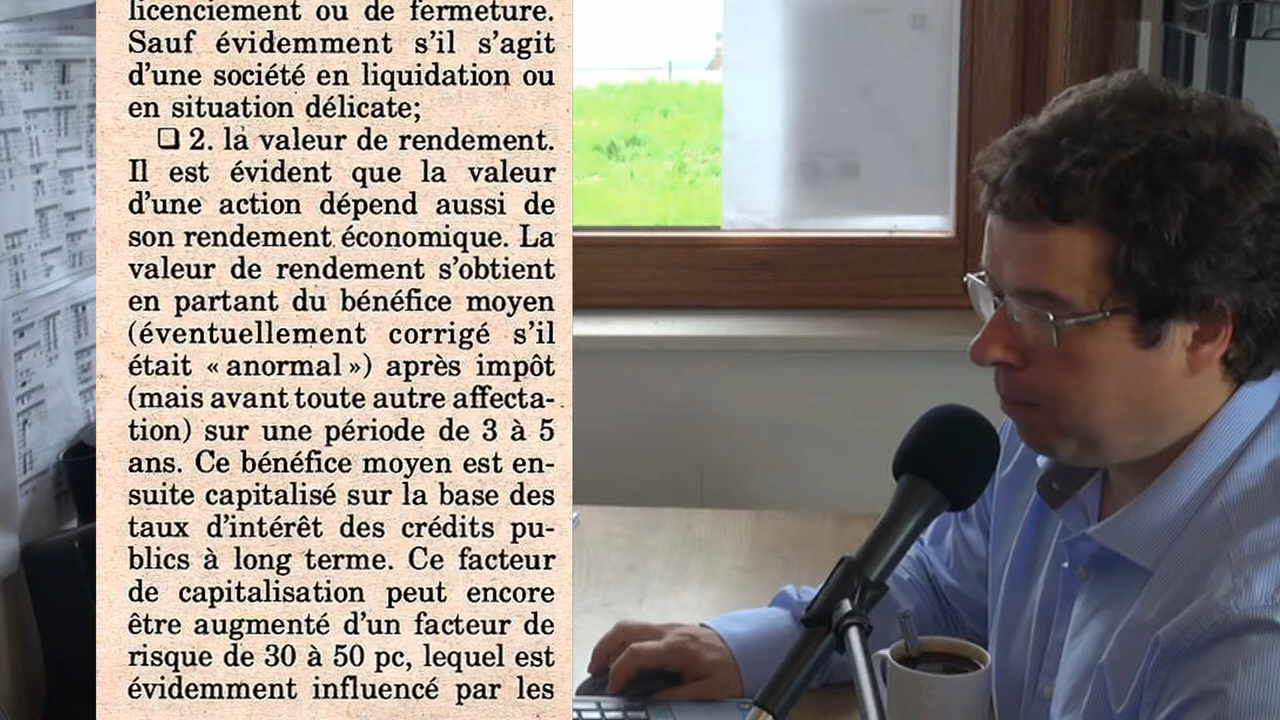 licenciement ou de fermeture.
Sauf évidemment s'il s'agit
d'une société en liquidation ou
en situation délicate;
❑ 2. la valeur de rendement.
Il est évident que la valeur
d'une action dépend aussi de
son rendement économique. La
valeur de rendement s'obtient
en partant du bénéfice moyen
(éventuellement corrigé s'il
était « anormal ») après impôt
(mais avant toute autre affecta-
tion) sur une période de 3 à 5
ans. Ce bénéfice moyen est en-
suite capitalisé sur la base des
taux d'intérêt des crédits pu-
blics à long terme. Ce facteur
de capitalisation peut encore
être augmenté d'un facteur de
risque de 30 à 50 pc, lequel est
évidemment influencé par les